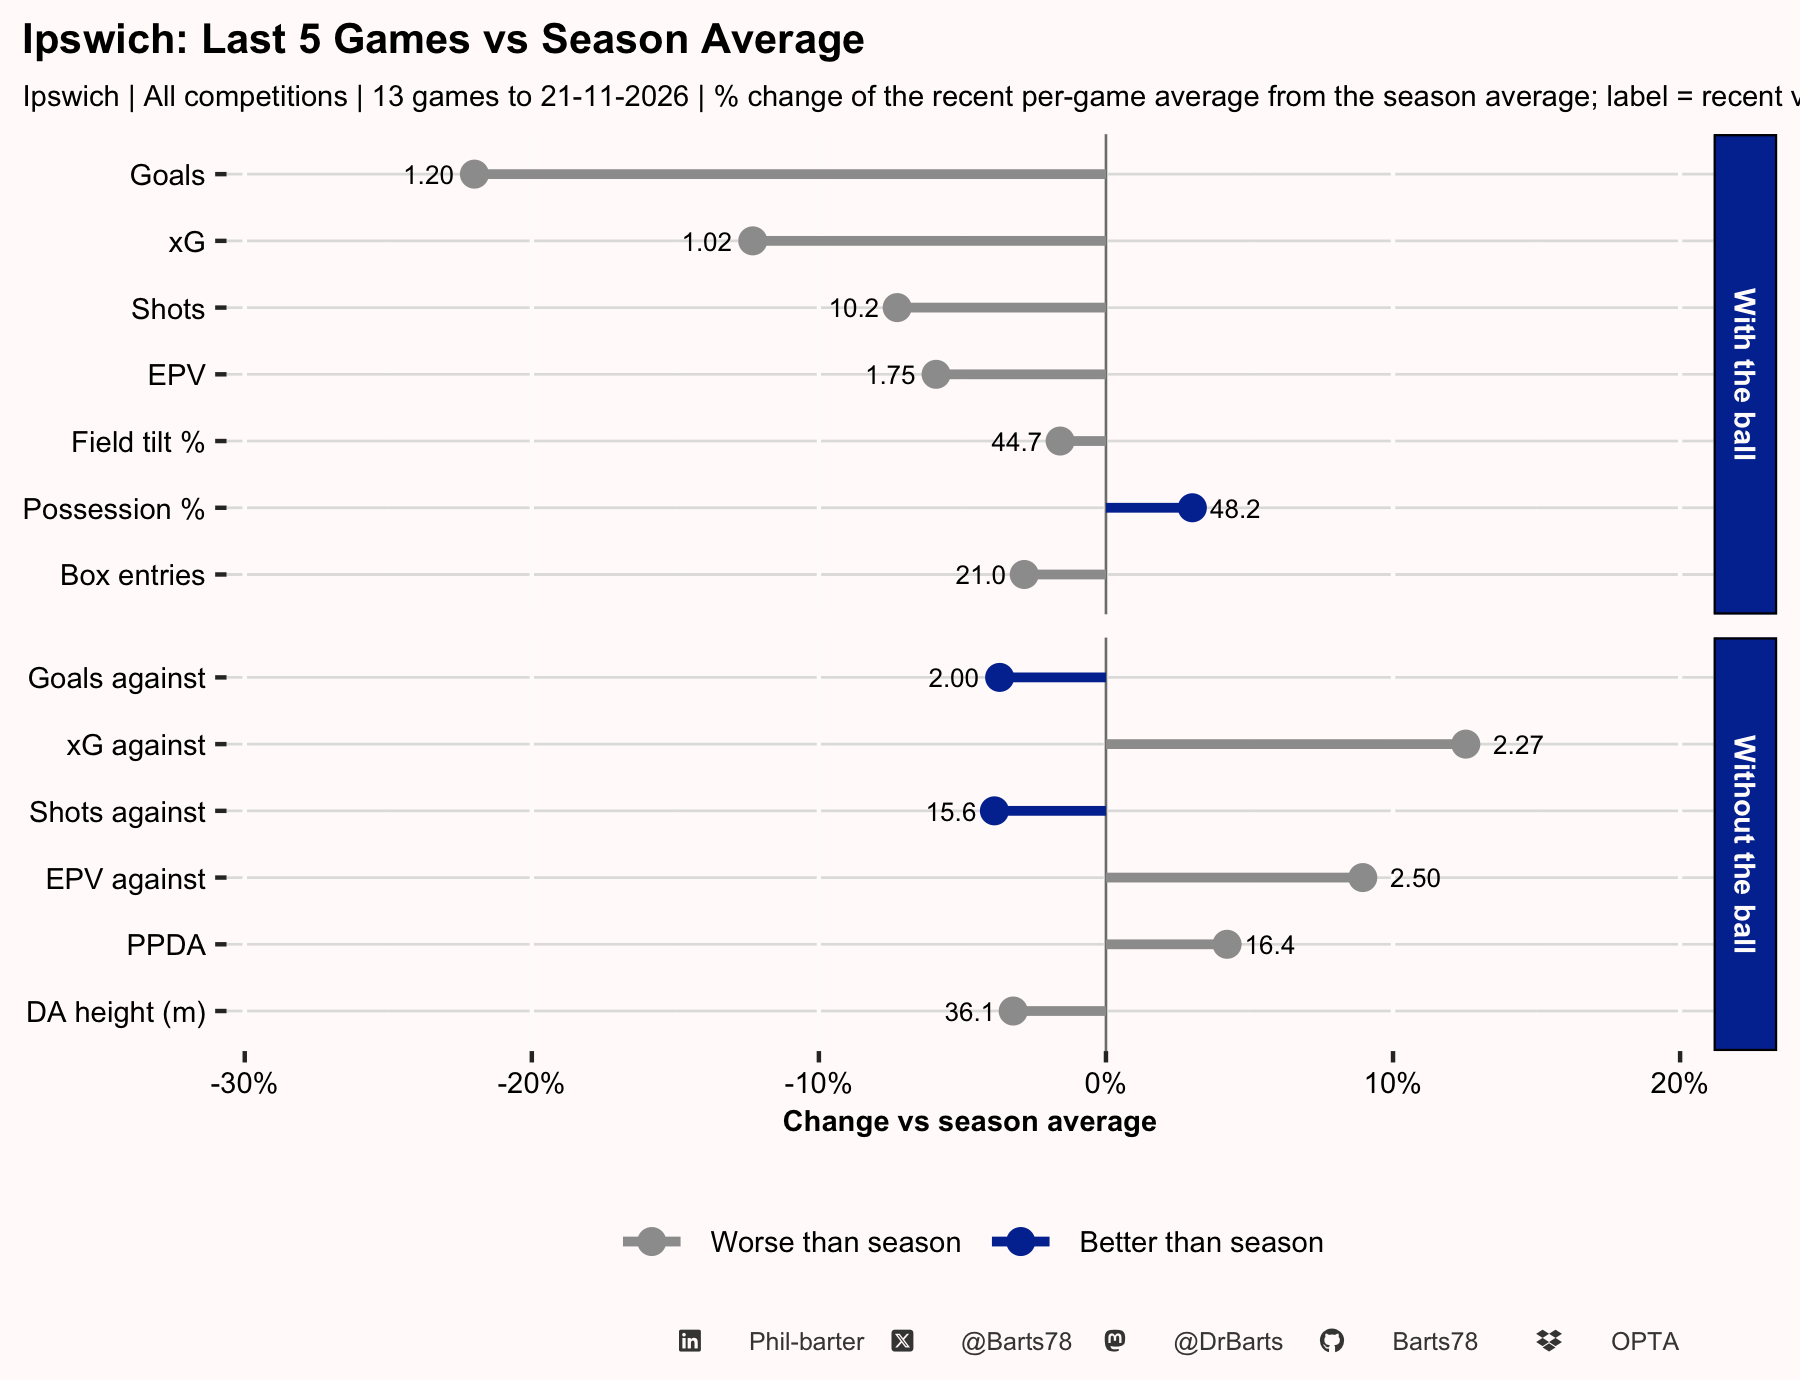 Ipswich: Last 5 Games vs Season Average
Ipswich | All competitions | 13 games to 21-11-2026 | % change of the recent per-game average from the season average; label = recent
With the ball
Goals 1.20
xG 1.02
Shots 10.2
EPV 1.75
Field tilt % 44.7
Possession % 48.2
Box entries 21.0
Without the ball
Goals against 2.00
xG against 2.27
Shots against 15.6
EPV against 2.50
PPDA 16.4
DA height (m) 36.1
-30% -20% -10% 0% 10% 20%
Change vs season average
Worse than season Better than season
Phil-barter @Barts78 @DrBarts Barts78 OPTA